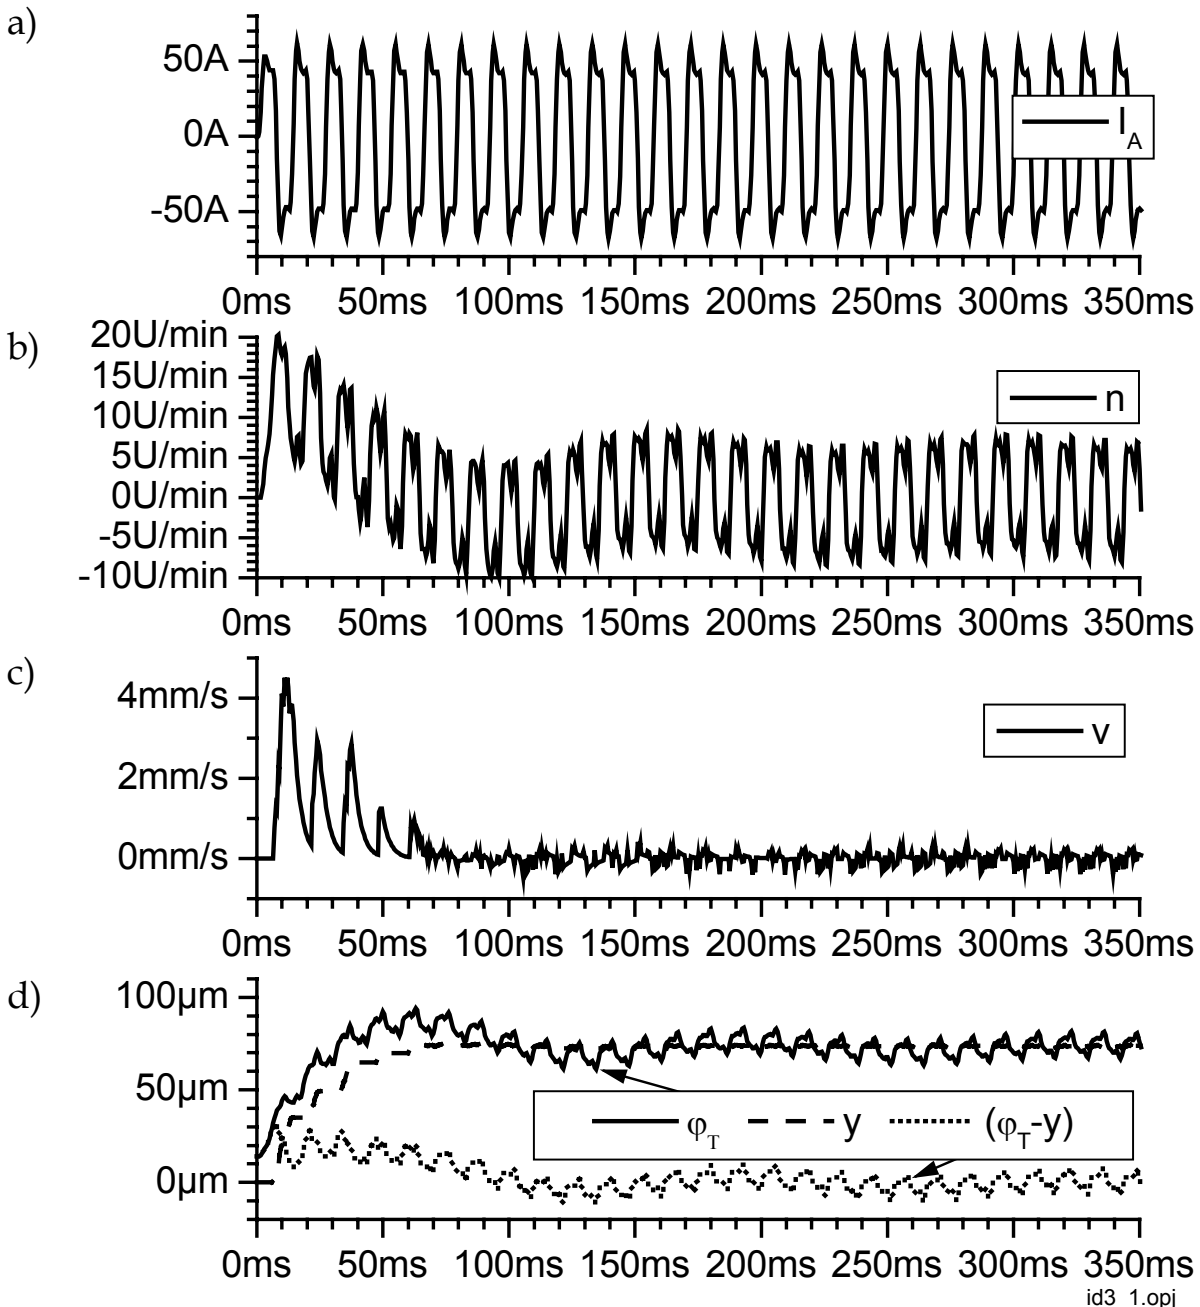 a)
50A
0A
-50A
I_A
0ms 50ms 100ms 150ms 200ms 250ms 300ms 350ms
b)
20U/min
15U/min
10U/min
5U/min
0U/min
-5U/min
-10U/min
n
0ms 50ms 100ms 150ms 200ms 250ms 300ms 350ms
c)
4mm/s
2mm/s
0mm/s
v
0ms 50ms 100ms 150ms 200ms 250ms 300ms 350ms
d)
100µm
50µm
0µm
φ_T y (φ_T-y)
0ms 50ms 100ms 150ms 200ms 250ms 300ms 350ms
id3_1.opj